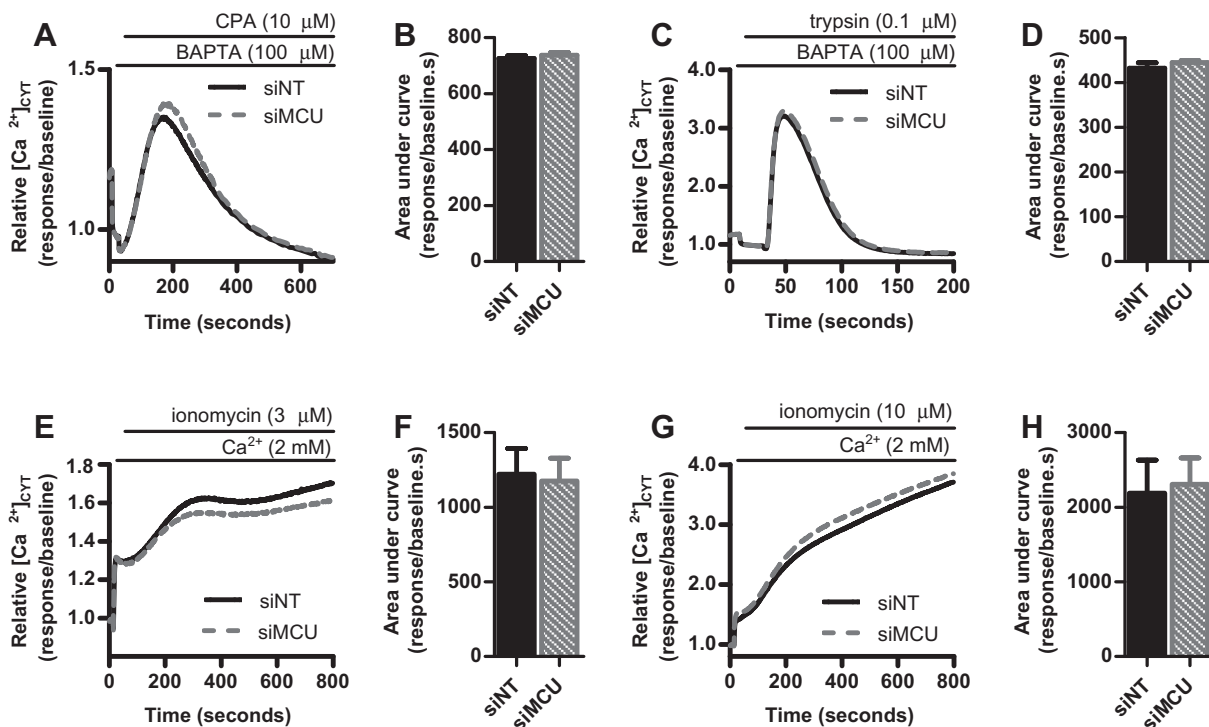 A
CPA (10 μM)
BAPTA (100 μM)
siNT
siMCU
Relative [Ca 2+]CYT
(response/baseline)
1.5
1.0
0
200
400
600
Time (seconds)
B
Area under curve
(response/baseline.s)
800
600
400
200
0
siNT
siMCU
C
trypsin (0.1 μM)
BAPTA (100 μM)
siNT
siMCU
Relative [Ca 2+]CYT
(response/baseline)
4.0
3.0
2.0
1.0
0
50
100
150
200
Time (seconds)
D
Area under curve
(response/baseline.s)
500
400
300
200
100
0
siNT
siMCU
E
ionomycin (3 μM)
Ca2+ (2 mM)
Relative [Ca 2+]CYT
(response/baseline)
1.8
1.6
1.4
1.2
1.0
siNT
siMCU
0
200
400
600
800
Time (seconds)
F
Area under curve
(response/baseline.s)
1500
1000
500
0
siNT
siMCU
G
ionomycin (10 μM)
Ca2+ (2 mM)
Relative [Ca 2+]CYT
(response/baseline)
4.0
3.0
2.0
1.0
siNT
siMCU
0
200
400
600
800
Time (seconds)
H
Area under curve
(response/baseline.s)
3000
2000
1000
0
siNT
siMCU